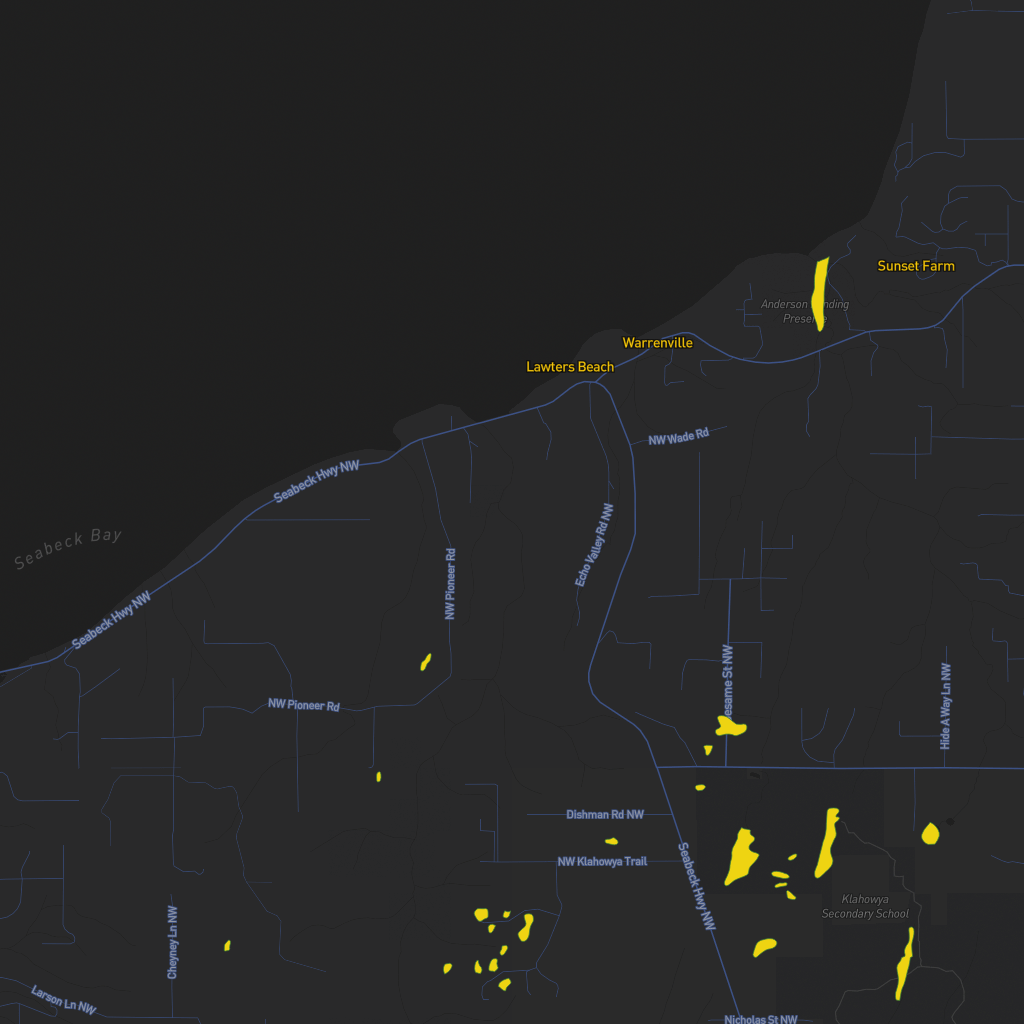 Sunset Farm
Anderson Landing
Preserve
Warrenville
Lawters Beach
NW Wade Rd
Seabeck Hwy NW
Seabeck Bay
Echo Valley Rd NW
NW Pioneer Rd
Seabeck Hwy NW
Sesame St NW
Hide A Way Ln NW
NW Pioneer Rd
Dishman Rd NW
NW Klahowya Trail
Seabeck Hwy NW
Klahowya
Secondary School
Cheyney Ln NW
Larson Ln NW
Nicholas St NW